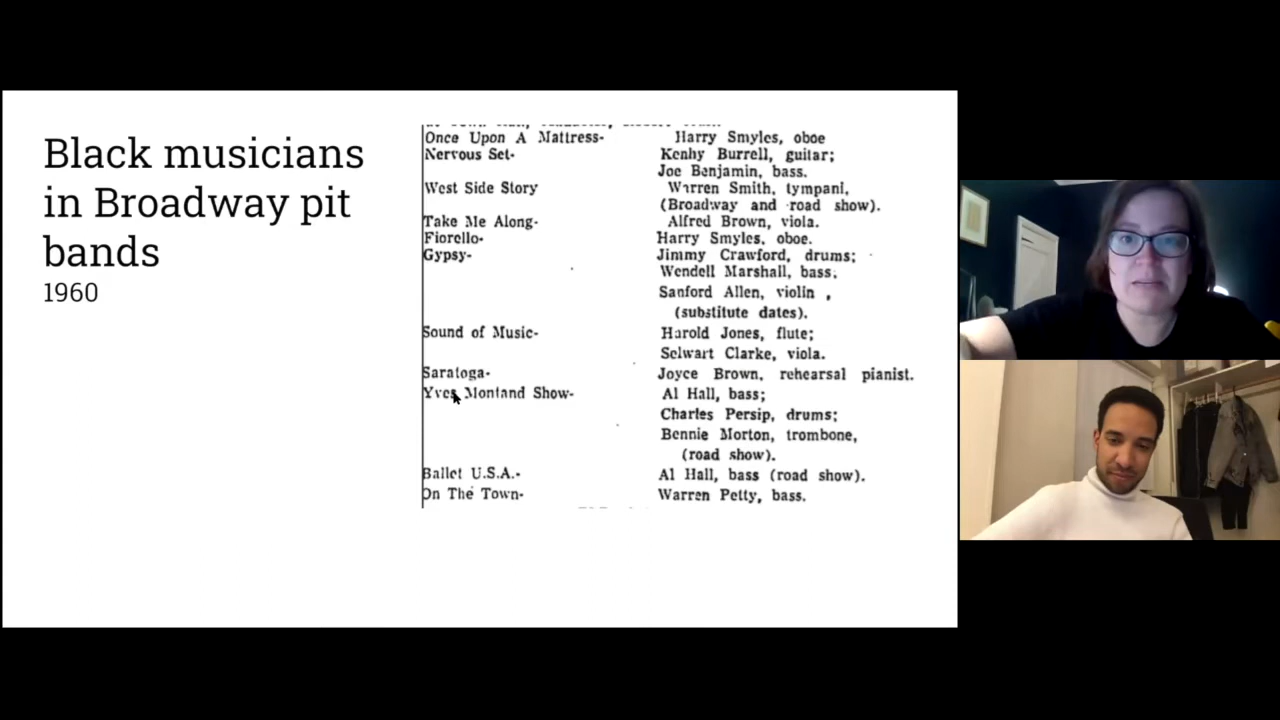 Black musicians
in Broadway pit
bands
1960
Once Upon A Mattress- Harry Smyles, oboe
Nervous Set- Kenhy Burrell, guitar;
Joe Benjamin, bass.
West Side Story Warren Smith, tympani,
(Broadway and road show).
Take Me Along- Alfred Brown, viola.
Fiorello- Harry Smyles, oboe.
Gypsy- Jimmy Crawford, drums;
Wendell Marshall, bass;
Sanford Allen, violin ,
(substitute dates).
Sound of Music- Harold Jones, flute;
Selwart Clarke, viola.
Saratoga- Joyce Brown, rehearsal pianist.
Yves Montand Show- Al Hall, bass;
Charles Persip, drums;
Bennie Morton, trombone,
(road show).
Ballet U.S.A.- Al Hall, bass (road show).
On The Town- Warren Petty, bass.